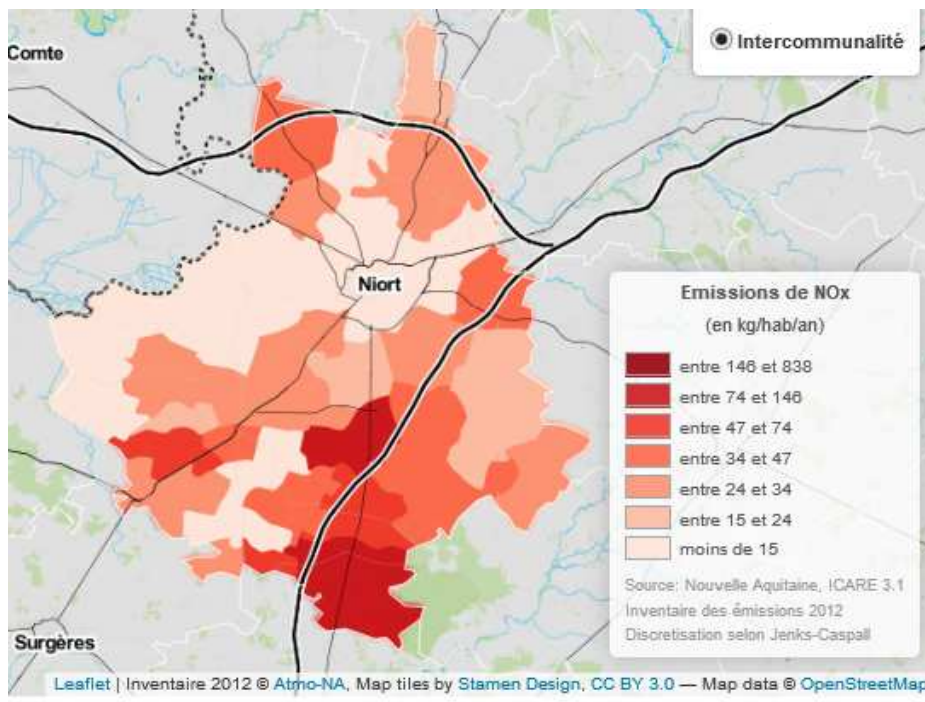 Intercommunalité
Comte
Niort
Emissions de NOx
(en kg/hab/an)
entre 146 et 838
entre 74 et 146
entre 47 et 74
entre 34 et 47
entre 24 et 34
entre 15 et 24
moins de 15
Source: Nouvelle Aquitaine, ICARE 3.1
Inventaire des émissions 2012
Discretisation selon Jenks-Caspall
Surgères
Leaflet | Inventaire 2012 © Atmo-NA, Map tiles by Stamen Design, CC BY 3.0 — Map data © OpenStreetMap